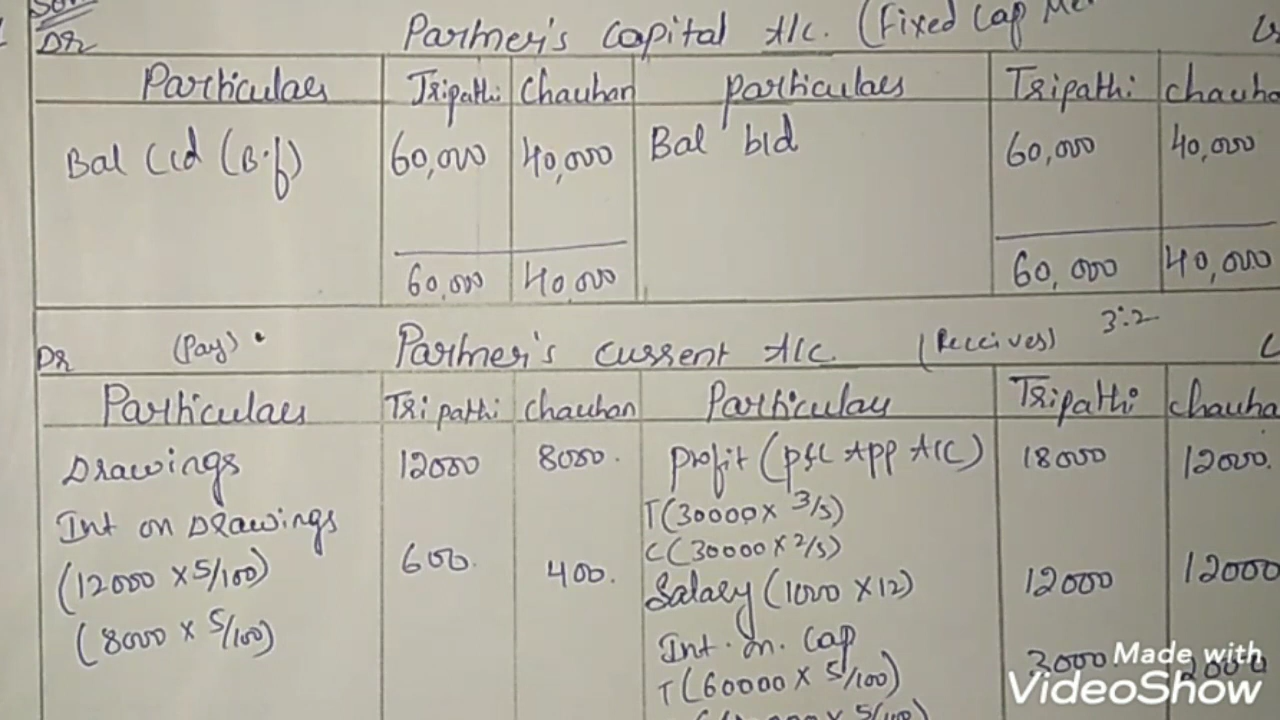 Soln
Dr Partner's capital A/c. (Fixed Cap
Particulars Tripathi Chauhan particulars Tripathi chauha
Bal C/d (B.f) 60,000 40,000 Bal b/d 60,000 40,000
60,000 40,000 60,000 40,000
Dr (Pay) Partner's current A/c. (Receives) 3:2 C
Particulars Tripathi chauhan Particulars Tripathi chauha
Drawings 12000 8000. Profit (P&L App A/C) 18000 12000.
Int on Drawings T(30000 x 3/5)
(12000 x 5/100) 600. 400. C(30000 x 2/5)
Salary (1000 x 12) 12000 12000
(8000 x 5/100) Int. on. Cap 3000 2000
T(60000 x 5/100)
x 5/100)
Made with
VideoShow